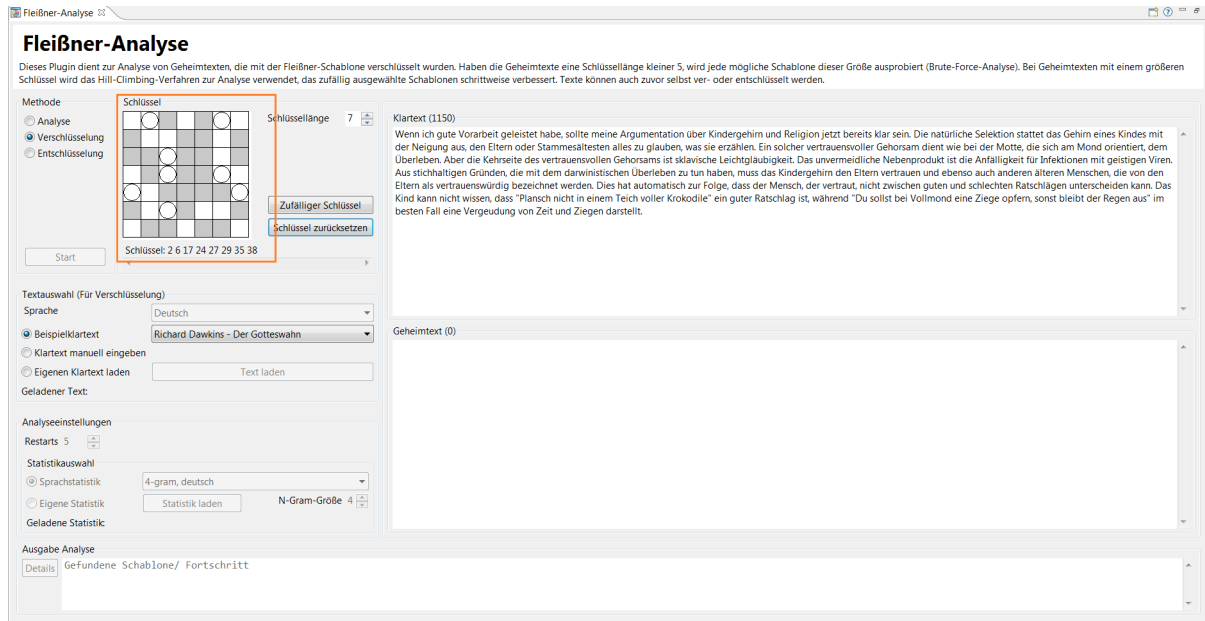 Fleißner-Analyse
Fleißner-Analyse
Dieses Plugin dient zur Analyse von Geheimtexten, die mit der Fleißner-Schablone verschlüsselt wurden. Haben die Geheimtexte eine Schlüssellänge kleiner 5, wird jede mögliche Schablone dieser Größe ausprobiert (Brute-Force-Analyse). Bei Geheimtexten mit einem größeren
Schlüssel wird das Hill-Climbing-Verfahren zur Analyse verwendet, das zufällig ausgewählte Schablonen schrittweise verbessert. Texte können auch zuvor selbst ver- oder entschlüsselt werden.
Methode
Analyse
Verschlüsselung
Entschlüsselung
Start
Schlüssel
Schlüssellänge 7
Zufälliger Schlüssel
Schlüssel zurücksetzen
Schlüssel: 2 6 17 24 27 29 35 38
Textauswahl (Für Verschlüsselung)
Sprache Deutsch
Beispielklartext Richard Dawkins - Der Gotteswahn
Klartext manuell eingeben
Eigenen Klartext laden Text laden
Geladener Text:
Analyseeinstellungen
Restarts 5
Statistikauswahl
Sprachstatistik 4-gram, deutsch
Eigene Statistik Statistik laden N-Gram-Größe 4
Geladene Statistik:
Klartext (1150)
Wenn ich gute Vorarbeit geleistet habe, sollte meine Argumentation über Kindergehirn und Religion jetzt bereits klar sein. Die natürliche Selektion stattet das Gehirn eines Kindes mit
der Neigung aus, den Eltern oder Stammesältesten alles zu glauben, was sie erzählen. Ein solcher vertrauensvoller Gehorsam dient wie bei der Motte, die sich am Mond orientiert, dem
Überleben. Aber die Kehrseite des vertrauensvollen Gehorsams ist sklavische Leichtgläubigkeit. Das unvermeidliche Nebenprodukt ist die Anfälligkeit für Infektionen mit geistigen Viren.
Aus stichhaltigen Gründen, die mit dem darwinistischen Überleben zu tun haben, muss das Kindergehirn den Eltern vertrauen und ebenso auch anderen älteren Menschen, die von den
Eltern als vertrauenswürdig bezeichnet werden. Dies hat automatisch zur Folge, dass der Mensch, der vertraut, nicht zwischen guten und schlechten Ratschlägen unterscheiden kann. Das
Kind kann nicht wissen, dass "Plansch nicht in einem Teich voller Krokodile" ein guter Ratschlag ist, während "Du sollst bei Vollmond eine Ziege opfern, sonst bleibt der Regen aus" im
besten Fall eine Vergeudung von Zeit und Ziegen darstellt.
Geheimtext (0)
Ausgabe Analyse
Details
Gefundene Schablone/ Fortschritt